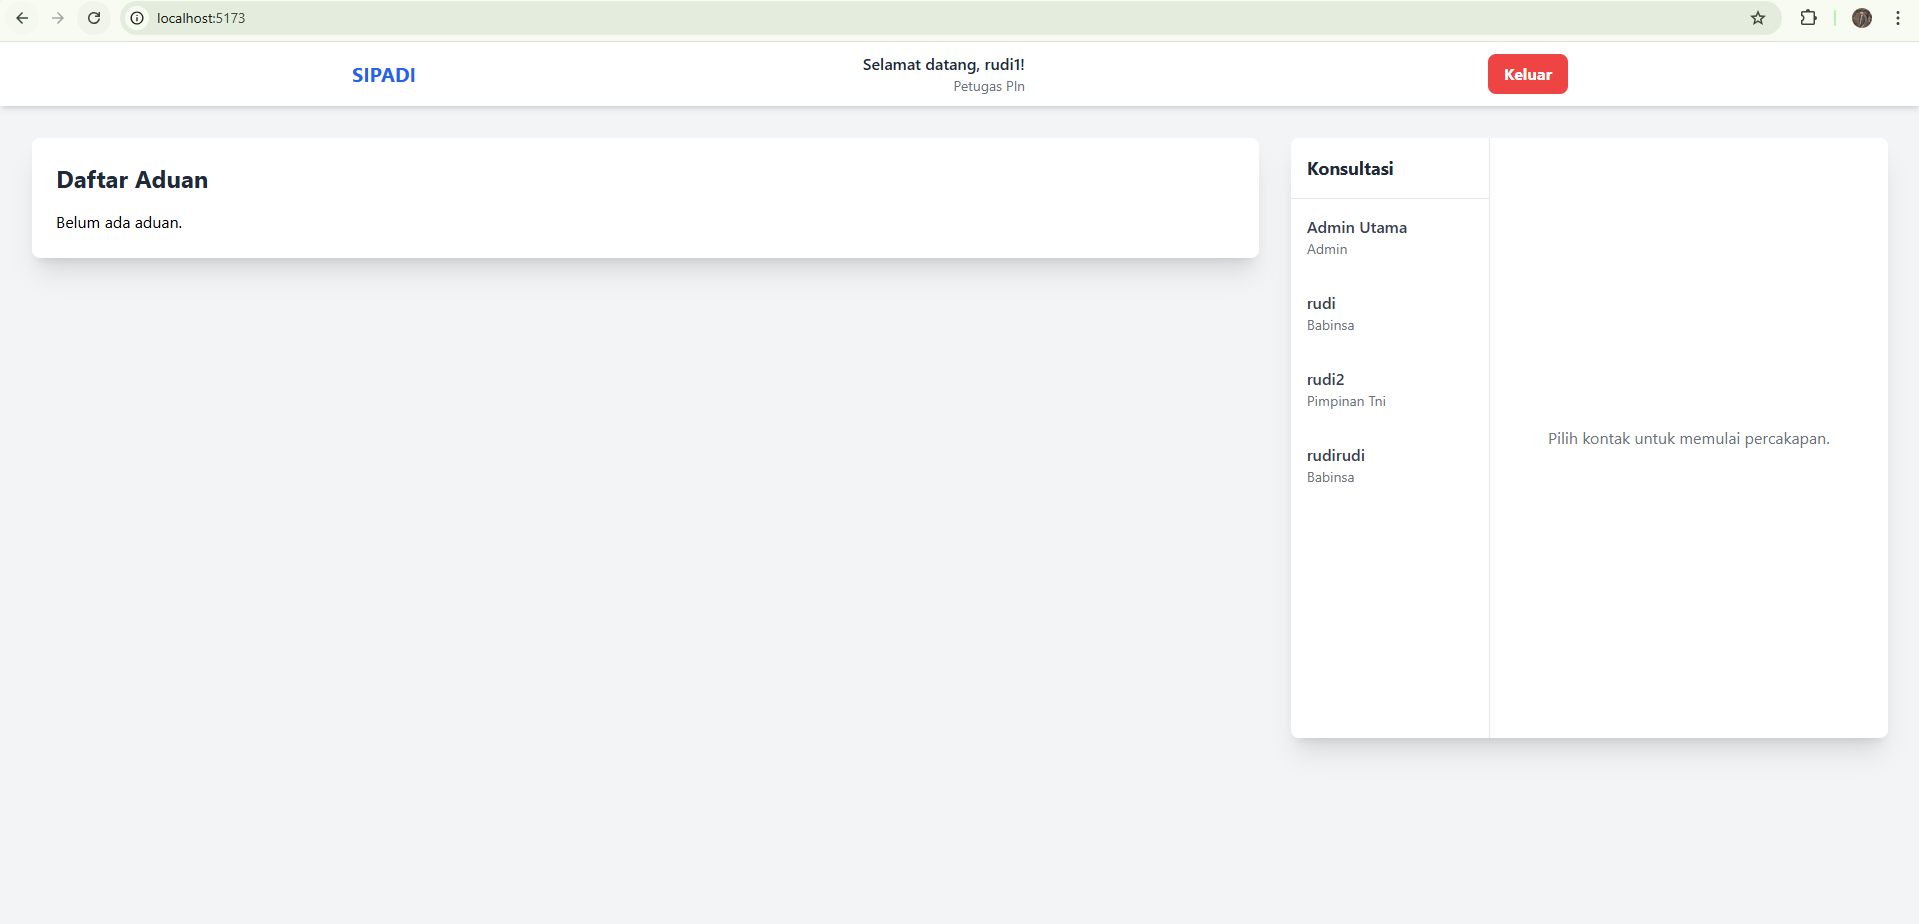 localhost:5173
SIPADI
Selamat datang, rudi1!
Petugas Pln
Keluar
Daftar Aduan
Belum ada aduan.
Konsultasi
Admin Utama
Admin
rudi
Babinsa
rudi2
Pimpinan Tni
rudirudi
Babinsa
Pilih kontak untuk memulai percakapan.